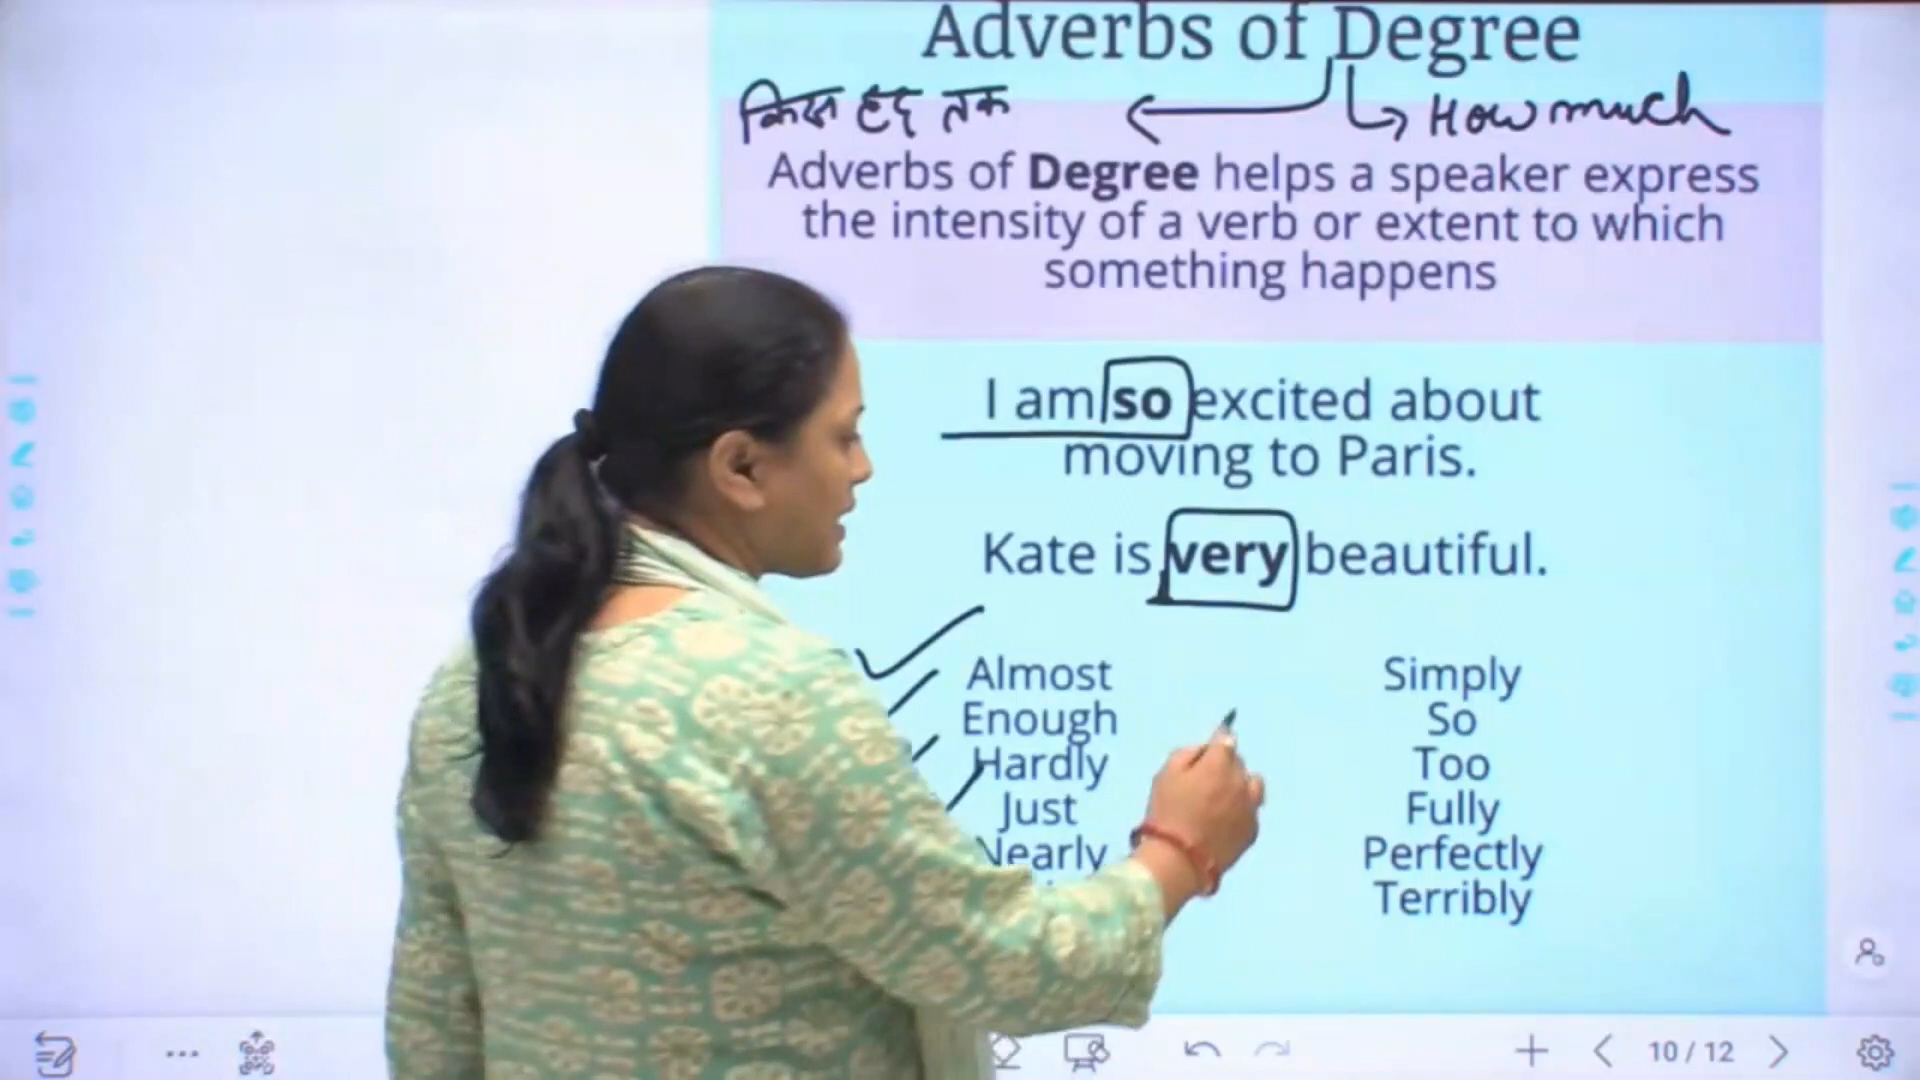 Adverbs of Degree
किस हद तक
How much
Adverbs of Degree helps a speaker express
the intensity of a verb or extent to which
something happens
I am so excited about
moving to Paris.
Kate is very beautiful.
Almost
Enough
Hardly
Just
Nearly
Simply
So
Too
Fully
Perfectly
Terribly
10 / 12